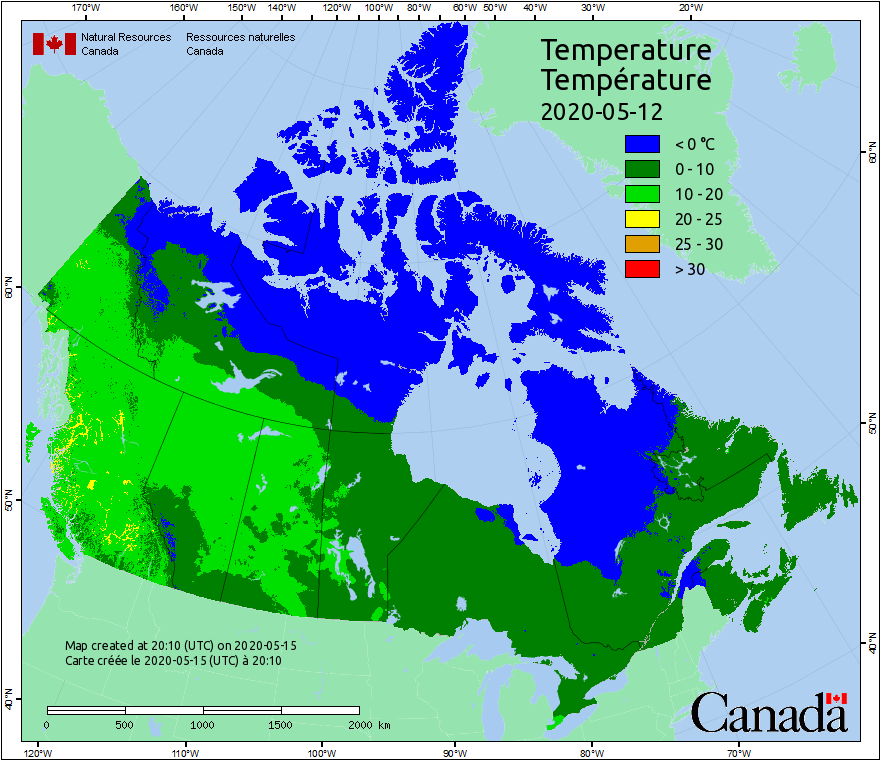 170°W 160°W 150°W 140°W 130°W 120°W 110°W 100°W 90°W 80°W 70°W 60°W 50°W 40°W 30°W 20°W
Natural Resources Ressources naturelles
Canada Canada
Temperature
Température
2020-05-12
< 0 °C
0 - 10
10 - 20
20 - 25
25 - 30
> 30
60°N
60°N
50°N
50°N
40°N
40°N
Map created at 20:10 (UTC) on 2020-05-15
Carte créée le 2020-05-15 (UTC) à 20:10
0 500 1000 1500 2000 km
Canada
120°W 110°W 100°W 90°W 80°W 70°W